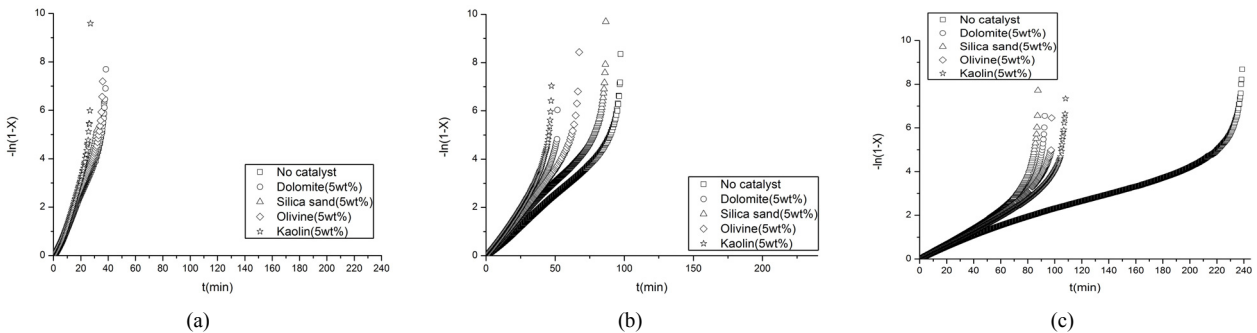 10
8
6
4
2
0
-ln(1-X)
No catalyst
Dolomite(5wt%)
Silica sand(5wt%)
Olivine(5wt%)
Kaolin(5wt%)
0 20 40 60 80 100 120 140 160 180 200 220 240
t(min)
(a)
10
8
6
4
2
0
-ln(1-X)
No catalyst
Dolomite(5wt%)
Silica sand(5wt%)
Olivine(5wt%)
Kaolin(5wt%)
0 50 100 150 200
t(min)
(b)
10
8
6
4
2
0
-ln(1-X)
No catalyst
Dolomite(5wt%)
Silica sand(5wt%)
Olivine(5wt%)
Kaolin(5wt%)
0 20 40 60 80 100 120 140 160 180 200 220 240
t(min)
(c)